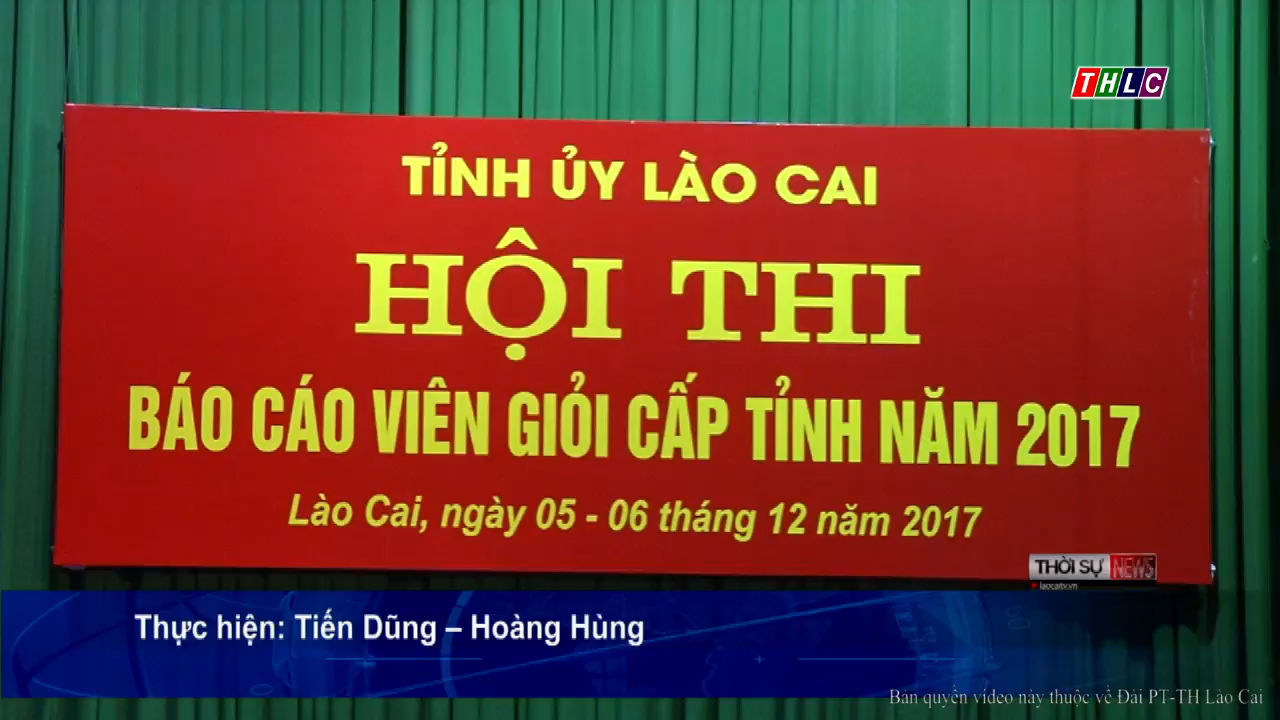 THLC
TỈNH ỦY LÀO CAI
HỘI THI
BÁO CÁO VIÊN GIỎI CẤP TỈNH NĂM 2017
Lào Cai, ngày 05 - 06 tháng 12 năm 2017
THỜI SỰ NEWS
laocaitv.vn
Thực hiện: Tiến Dũng – Hoàng Hùng
Bản quyền video này thuộc về Đài PT-TH Lào Cai